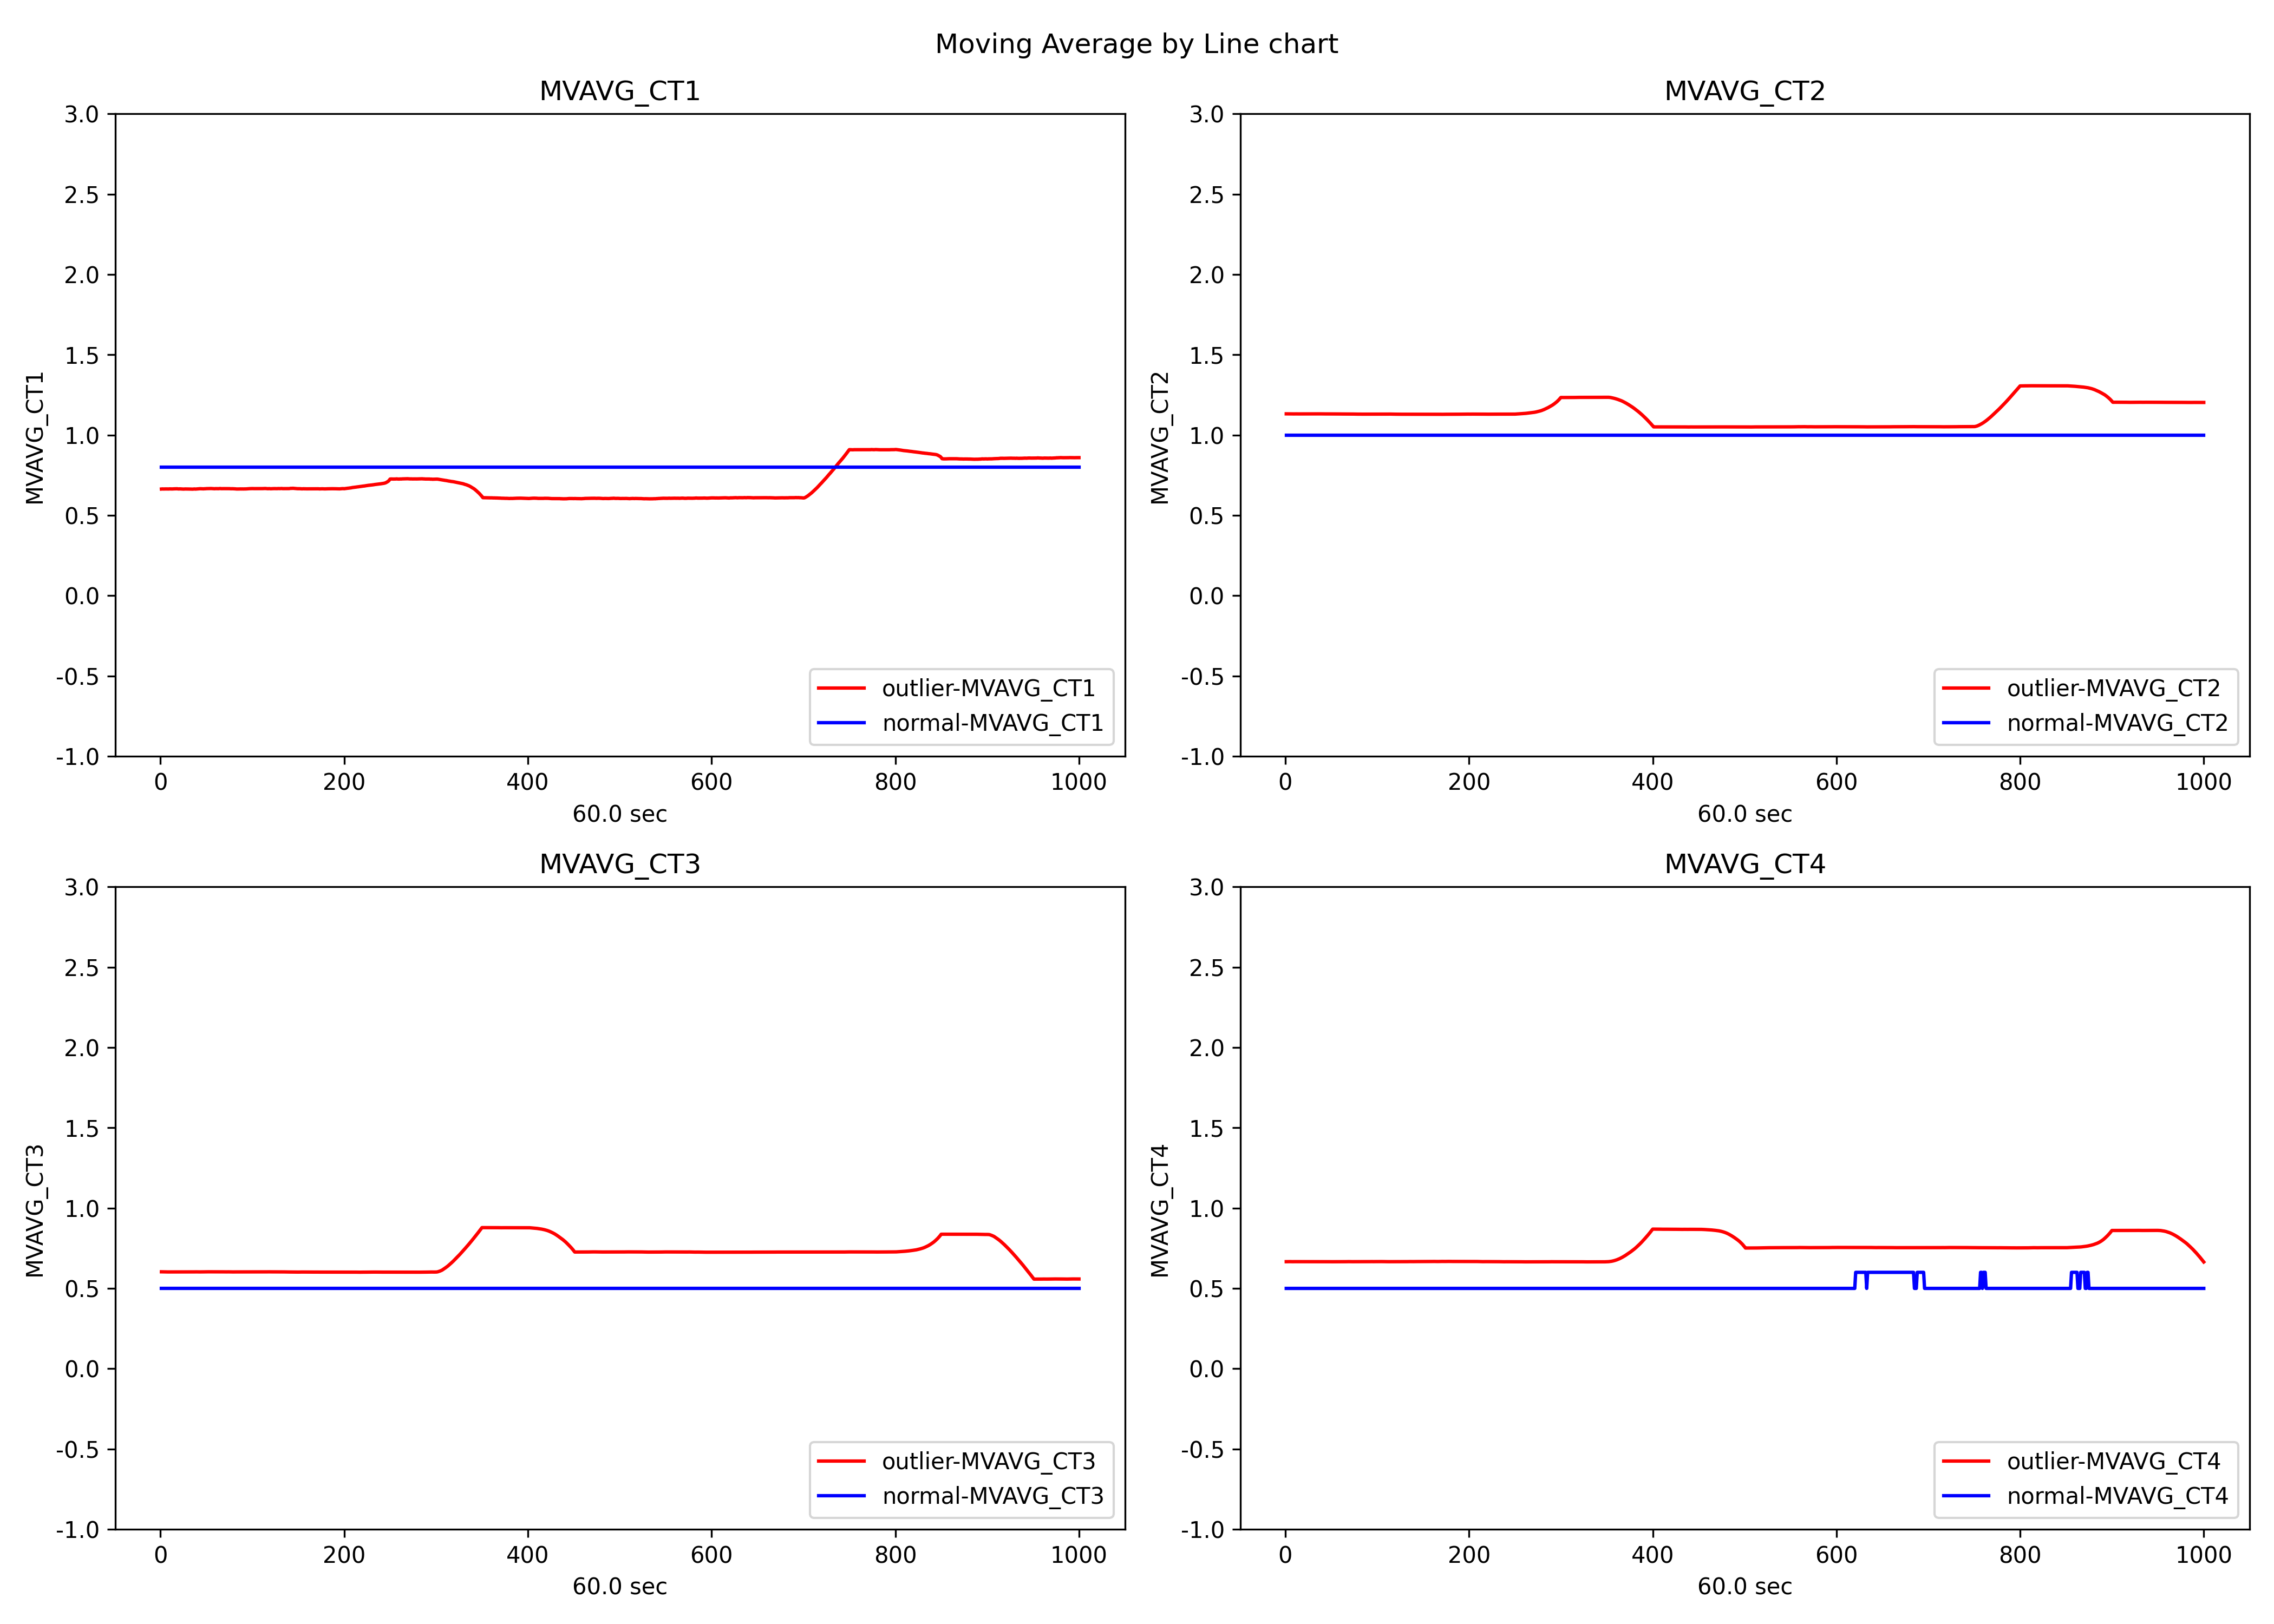 Moving Average by Line chart
MVAVG_CT1
MVAVG_CT1
3.0
2.5
2.0
1.5
1.0
0.5
0.0
-0.5
-1.0
outlier-MVAVG_CT1
normal-MVAVG_CT1
0 200 400 600 800 1000
60.0 sec
MVAVG_CT2
MVAVG_CT2
3.0
2.5
2.0
1.5
1.0
0.5
0.0
-0.5
-1.0
outlier-MVAVG_CT2
normal-MVAVG_CT2
0 200 400 600 800 1000
60.0 sec
MVAVG_CT3
MVAVG_CT3
3.0
2.5
2.0
1.5
1.0
0.5
0.0
-0.5
-1.0
outlier-MVAVG_CT3
normal-MVAVG_CT3
0 200 400 600 800 1000
60.0 sec
MVAVG_CT4
MVAVG_CT4
3.0
2.5
2.0
1.5
1.0
0.5
0.0
-0.5
-1.0
outlier-MVAVG_CT4
normal-MVAVG_CT4
0 200 400 600 800 1000
60.0 sec